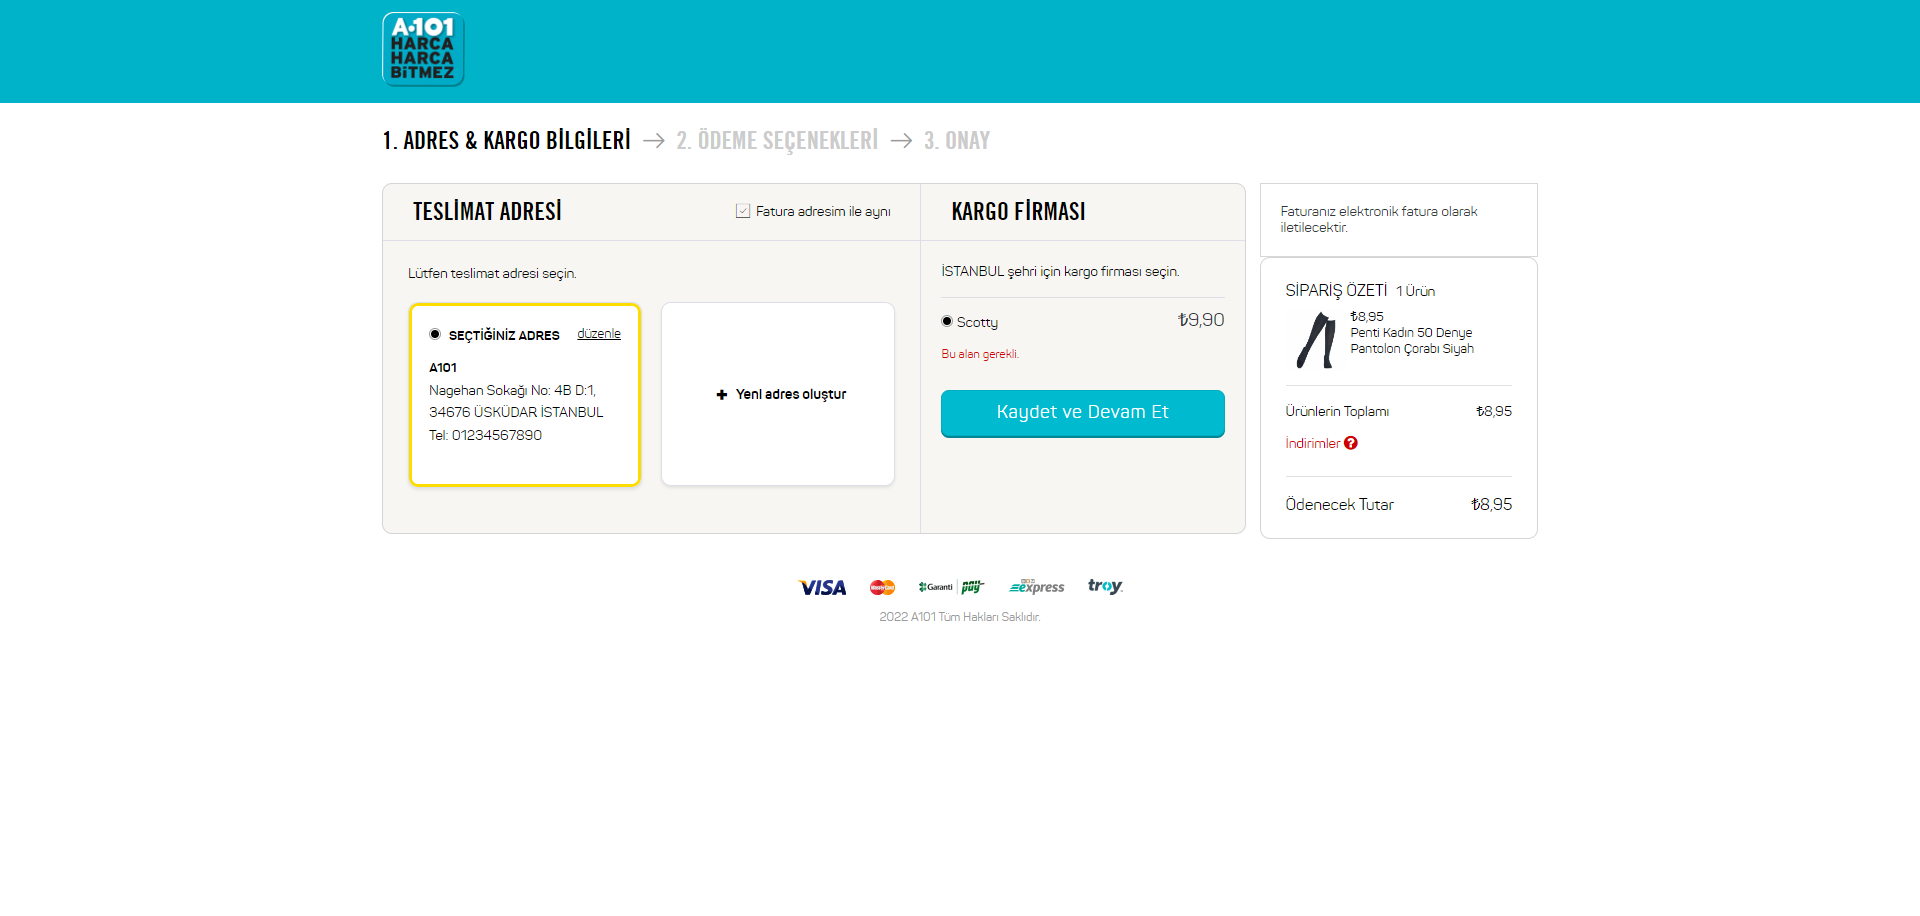 A·101
HARCA
HARCA
BiTMEZ
1. ADRES & KARGO BİLGİLERİ → 2. ÖDEME SEÇENEKLERİ → 3. ONAY
TESLİMAT ADRESİ
Fatura adresim ile aynı
Lütfen teslimat adresi seçin.
SEÇTİĞİNİZ ADRES düzenle
A101
Nagehan Sokağı No: 4B D:1,
34676 ÜSKÜDAR İSTANBUL
Tel: 01234567890
+ Yeni adres oluştur
KARGO FİRMASI
İSTANBUL şehri için kargo firması seçin.
Scotty ₺9,90
Bu alan gerekli.
Kaydet ve Devam Et
Faturanız elektronik fatura olarak
iletilecektir.
SİPARİŞ ÖZETİ 1 Ürün
₺8,95
Penti Kadın 50 Denye
Pantolon Çorabı Siyah
Ürünlerin Toplamı ₺8,95
İndirimler ?
Ödenecek Tutar ₺8,95
VISA MasterCard Garanti pay express troy
2022 A101 Tüm Hakları Saklıdır.